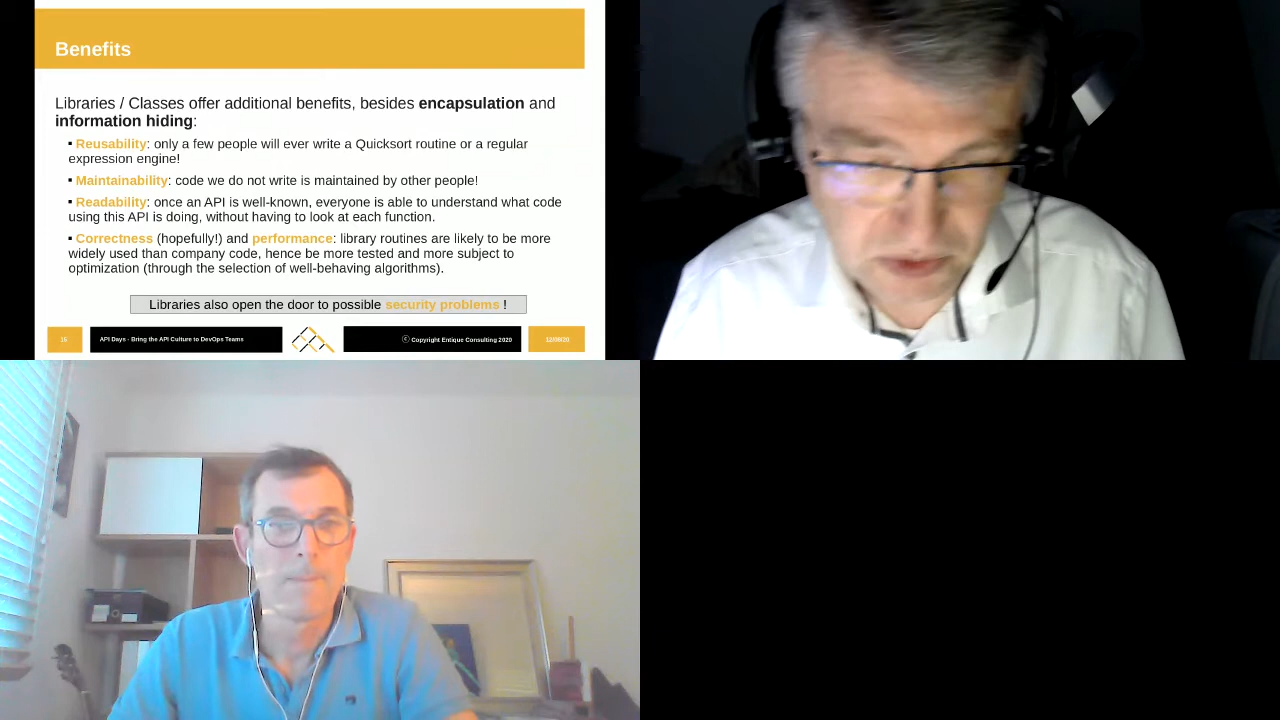 Benefits
Libraries / Classes offer additional benefits, besides encapsulation and
information hiding:
▪ Reusability: only a few people will ever write a Quicksort routine or a regular
expression engine!
▪ Maintainability: code we do not write is maintained by other people!
▪ Readability: once an API is well-known, everyone is able to understand what code
using this API is doing, without having to look at each function.
▪ Correctness (hopefully!) and performance: library routines are likely to be more
widely used than company code, hence be more tested and more subject to
optimization (through the selection of well-behaving algorithms).
Libraries also open the door to possible security problems !
API Days - Bring the API Culture to DevOps Teams
© Copyright Entique Consulting 2020